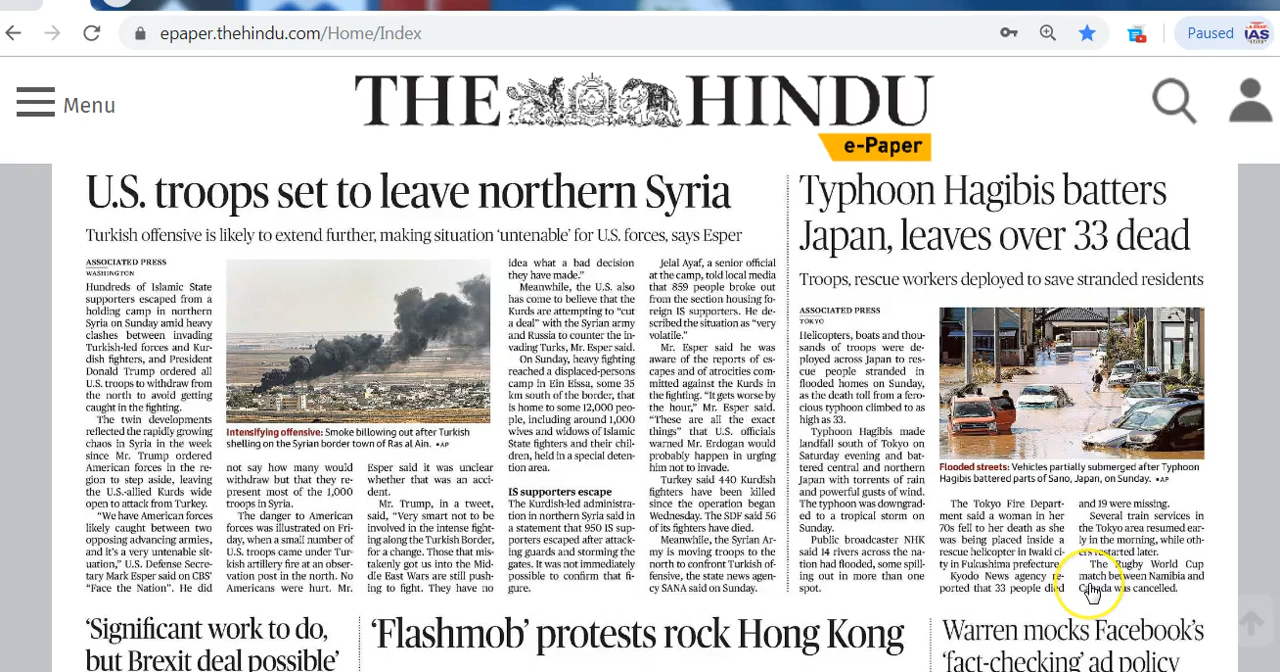 epaper.thehindu.com/Home/Index
Paused
IAS
Menu
THE HINDU
e-Paper
U.S. troops set to leave northern Syria
Turkish offensive is likely to extend further, making situation ‘untenable’ for U.S. forces, says Esper
ASSOCIATED PRESS
WASHINGTON
Hundreds of Islamic State
supporters escaped from a
holding camp in northern
Syria on Sunday amid heavy
clashes between invading
Turkish-led forces and Kur-
dish fighters, and President
Donald Trump ordered all
U.S. troops to withdraw from
the north to avoid getting
caught in the fighting.
The twin developments
reflected the rapidly growing
chaos in Syria in the week
since Mr. Trump ordered
American forces in the re-
gion to step aside, leaving
the U.S.-allied Kurds wide
open to attack from Turkey.
“We have American forces
likely caught between two
opposing advancing armies,
and it’s a very untenable sit-
uation,” U.S. Defense Secre-
tary Mark Esper said on CBS’
“Face the Nation”. He did
Intensifying offensive: Smoke billowing out after Turkish
shelling on the Syrian border town of Ras al Ain. •AP
not say how many would
withdraw but that they re-
present most of the 1,000
troops in Syria.
The danger to American
forces was illustrated on Fri-
day, when a small number of
U.S. troops came under Tur-
kish artillery fire at an obser-
vation post in the north. No
Americans were hurt. Mr.
Esper said it was unclear
whether that was an acci-
dent.
Mr. Trump, in a tweet,
said, “Very smart not to be
involved in the intense fight-
ing along the Turkish Border,
for a change. Those that mis-
takenly got us into the Mid-
dle East Wars are still push-
ing to fight. They have no
idea what a bad decision
they have made.”
Meanwhile, the U.S. also
has come to believe that the
Kurds are attempting to “cut
a deal” with the Syrian army
and Russia to counter the in-
vading Turks, Mr. Esper said.
On Sunday, heavy fighting
reached a displaced-persons
camp in Ein Eissa, some 35
km south of the border, that
is home to some 12,000 peo-
ple, including around 1,000
wives and widows of Islamic
State fighters and their chil-
dren, held in a special deten-
tion area.
IS supporters escape
The Kurdish-led administra-
tion in northern Syria said in
a statement that 950 IS sup-
porters escaped after attack-
ing guards and storming the
gates. It was not immediately
possible to confirm that fi-
gure.
Jelal Ayaf, a senior official
at the camp, told local media
that 859 people broke out
from the section housing fo-
reign IS supporters. He de-
scribed the situation as “very
volatile.”
Mr. Esper said he was
aware of the reports of es-
capes and of atrocities com-
mitted against the Kurds in
the fighting. “It gets worse by
the hour,” Mr. Esper said.
“These are all the exact
things” that U.S. officials
warned Mr. Erdogan would
probably happen in urging
him not to invade.
Turkey said 440 Kurdish
fighters have been killed
since the operation began
Wednesday. The SDF said 56
of its fighters have died.
Meanwhile, the Syrian Ar-
my is moving troops to the
north to confront Turkish of-
fensive, the state news agen-
cy SANA said on Sunday.
Typhoon Hagibis batters
Japan, leaves over 33 dead
Troops, rescue workers deployed to save stranded residents
ASSOCIATED PRESS
TOKYO
Helicopters, boats and thou-
sands of troops were de-
ployed across Japan to res-
cue people stranded in
flooded homes on Sunday,
as the death toll from a fero-
cious typhoon climbed to as
high as 33.
Typhoon Hagibis made
landfall south of Tokyo on
Saturday evening and bat-
tered central and northern
Japan with torrents of rain
and powerful gusts of wind.
The typhoon was downgrad-
ed to a tropical storm on
Sunday.
Public broadcaster NHK
said 14 rivers across the na-
tion had flooded, some spil-
ling out in more than one
spot.
Flooded streets: Vehicles partially submerged after Typhoon
Hagibis battered parts of Sano, Japan, on Sunday. •AP
The Tokyo Fire Depart-
ment said a woman in her
70s fell to her death as she
was being placed inside a
rescue helicopter in Iwaki ci-
ty in Fukushima prefecture.
Kyodo News agency re-
ported that 33 people died
and 19 were missing.
Several train services in
the Tokyo area resumed ear-
ly in the morning, while oth-
ers restarted later.
The Rugby World Cup
match between Namibia and
Canada was cancelled.
‘Significant work to do,
but Brexit deal possible’
‘Flashmob’ protests rock Hong Kong
Warren mocks Facebook’s
‘fact-checking’ ad policy